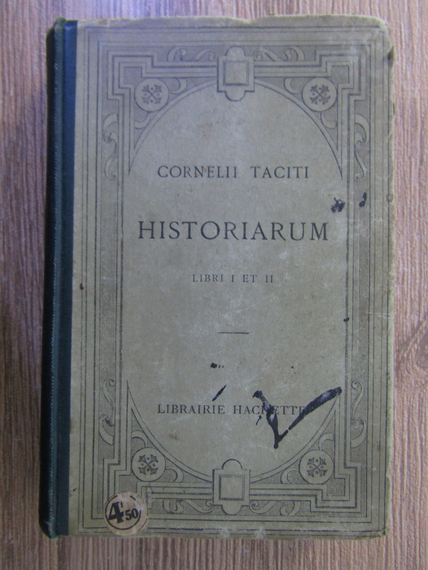 CORNELII TACITI
HISTORIARUM
LIBRI I ET II
LIBRAIRIE HACHETTE
4 50